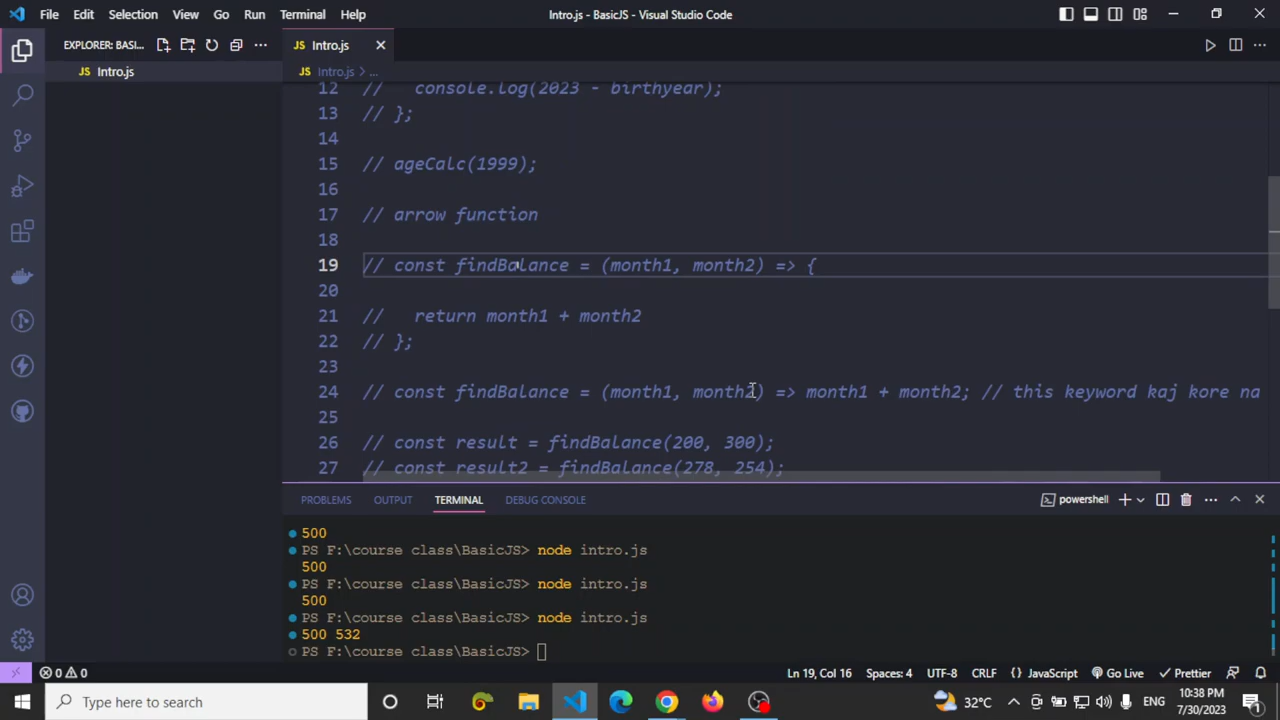 File Edit Selection View Go Run Terminal Help
Intro.js - BasicJS - Visual Studio Code
EXPLORER: BASI...
JS Intro.js
JS Intro.js
JS Intro.js > ...
12 //   console.log(2023 - birthyear);
13 // };
14
15 // ageCalc(1999);
16
17 // arrow function
18
19 // const findBalance = (month1, month2) => {
20
21 //   return month1 + month2
22 // };
23
24 // const findBalance = (month1, month2) => month1 + month2; // this keyword kaj kore na
25
26 // const result = findBalance(200, 300);
27 // const result2 = findBalance(278, 254);
PROBLEMS OUTPUT TERMINAL DEBUG CONSOLE
powershell
500
PS F:\course class\BasicJS> node intro.js
500
PS F:\course class\BasicJS> node intro.js
500
PS F:\course class\BasicJS> node intro.js
500 532
PS F:\course class\BasicJS>
0 0
Ln 19, Col 16 Spaces: 4 UTF-8 CRLF {} JavaScript Go Live Prettier
Type here to search
32°C
ENG
10:38 PM
7/30/2023
1